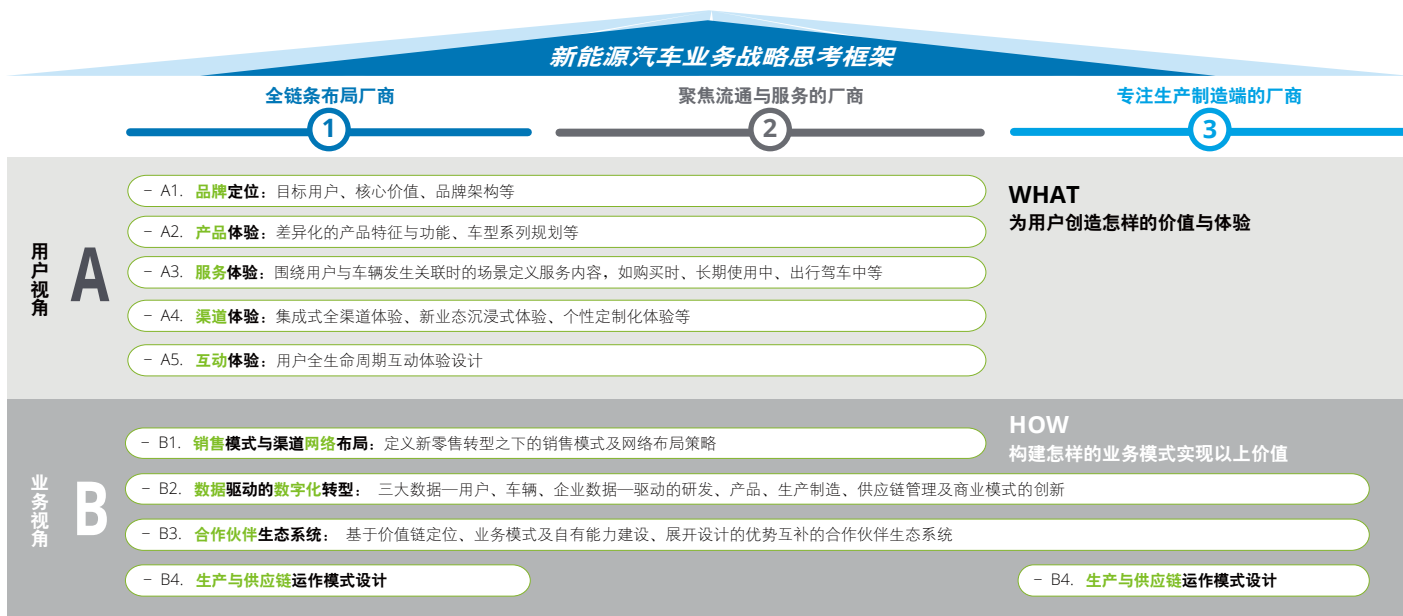 新能源汽车业务战略思考框架
全链条布局厂商
聚焦流通与服务的厂商
专注生产制造端的厂商
1
2
3
用户视角
A
– A1. 品牌定位：目标用户、核心价值、品牌架构等
– A2. 产品体验：差异化的产品特征与功能、车型系列规划等
– A3. 服务体验：围绕用户与车辆发生关联时的场景定义服务内容，如购买时、长期使用中、出行驾车中等
– A4. 渠道体验：集成式全渠道体验、新业态沉浸式体验、个性定制化体验等
– A5. 互动体验：用户全生命周期互动体验设计
WHAT
为用户创造怎样的价值与体验
业务视角
B
– B1. 销售模式与渠道网络布局：定义新零售转型之下的销售模式及网络布局策略
HOW
构建怎样的业务模式实现以上价值
– B2. 数据驱动的数字化转型： 三大数据—用户、车辆、企业数据—驱动的研发、产品、生产制造、供应链管理及商业模式的创新
– B3. 合作伙伴生态系统： 基于价值链定位、业务模式及自有能力建设、展开设计的优势互补的合作伙伴生态系统
– B4. 生产与供应链运作模式设计
– B4. 生产与供应链运作模式设计